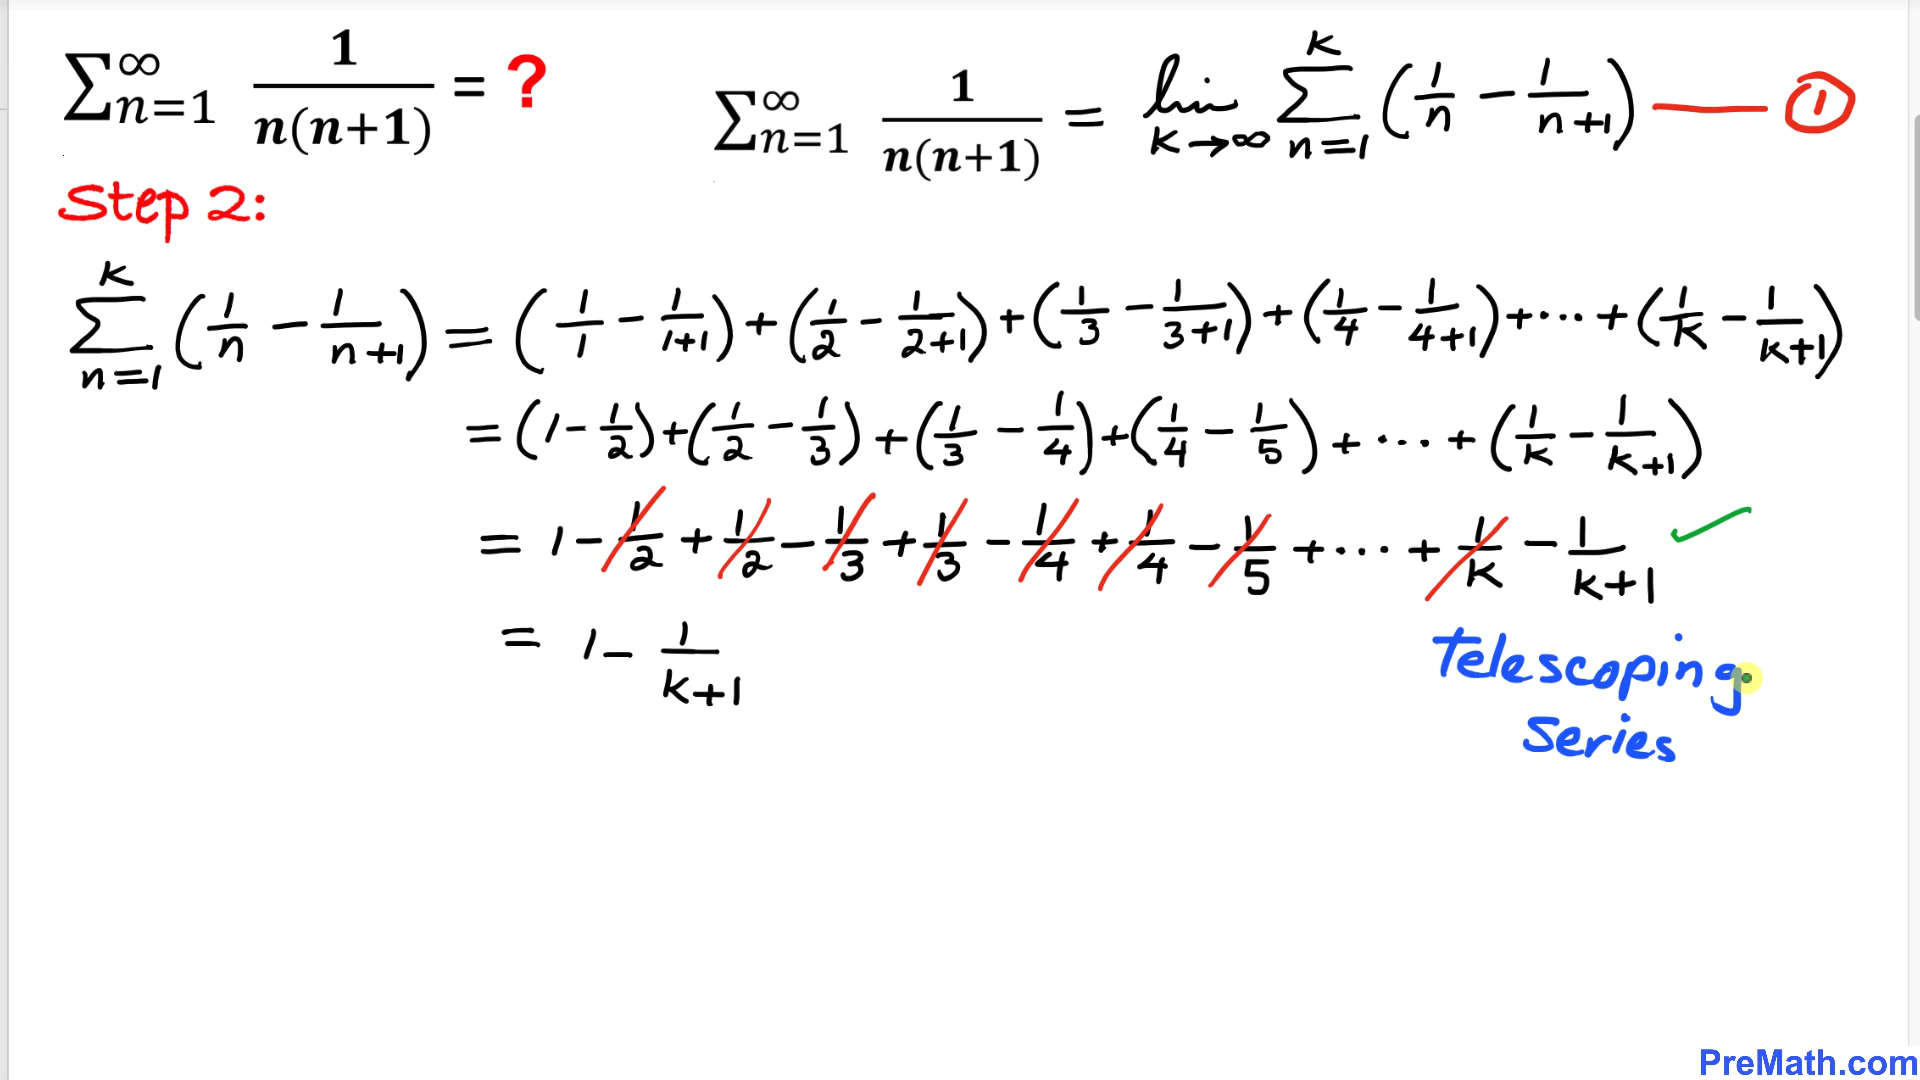 ∑_{n=1}^{∞} 1/(n(n+1)) = ?
∑_{n=1}^{∞} 1/(n(n+1)) = lim_{K→∞} ∑_{n=1}^{K} (1/n − 1/(n+1)) — ①
Step 2:
∑_{n=1}^{K} (1/n − 1/(n+1)) = (1/1 − 1/(1+1)) + (1/2 − 1/(2+1)) + (1/3 − 1/(3+1)) + (1/4 − 1/(4+1)) + ... + (1/K − 1/(K+1))
= (1 − 1/2) + (1/2 − 1/3) + (1/3 − 1/4) + (1/4 − 1/5) + ... + (1/K − 1/(K+1))
= 1 − 1/2 + 1/2 − 1/3 + 1/3 − 1/4 + 1/4 − 1/5 + ... + 1/K − 1/(K+1) ✓
= 1 − 1/(K+1)
Telescoping
Series
PreMath.com